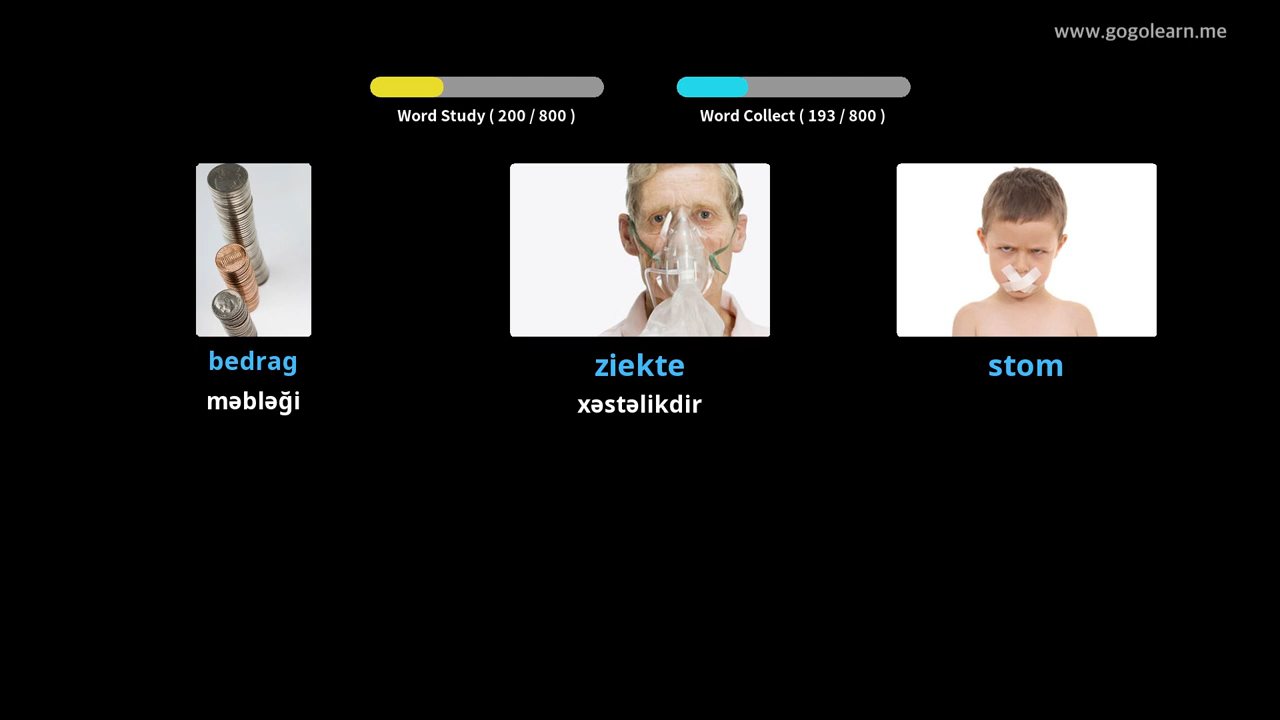 www.gogolearn.me
Word Study ( 200 / 800 )
Word Collect ( 193 / 800 )
bedrag
məbləği
ziekte
xəstəlikdir
stom